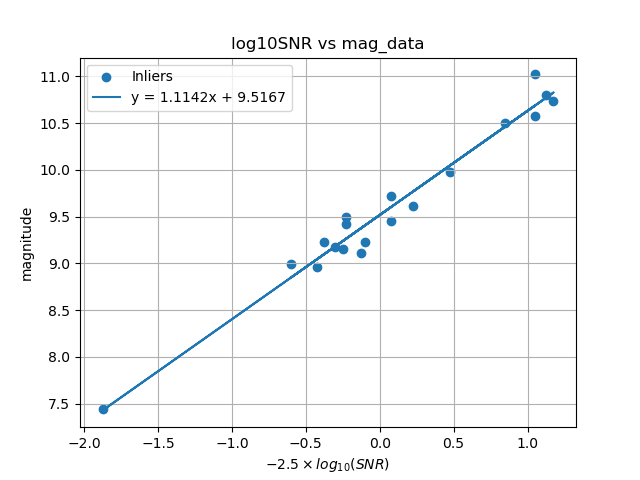 log10SNR vs mag_data
Inliers
y = 1.1142x + 9.5167
magnitude
11.0
10.5
10.0
9.5
9.0
8.5
8.0
7.5
−2.0 −1.5 −1.0 −0.5 0.0 0.5 1.0
−2.5 × log₁₀(SNR)